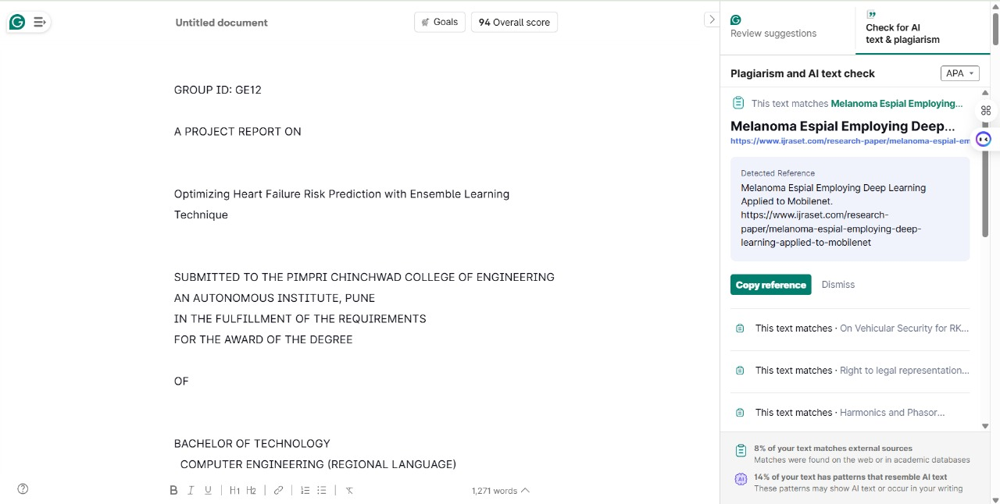 Untitled document
Goals
94 Overall score
Review suggestions
Check for AI
text & plagiarism
GROUP ID: GE12
A PROJECT REPORT ON
Optimizing Heart Failure Risk Prediction with Ensemble Learning
Technique
SUBMITTED TO THE PIMPRI CHINCHWAD COLLEGE OF ENGINEERING
AN AUTONOMOUS INSTITUTE, PUNE
IN THE FULFILLMENT OF THE REQUIREMENTS
FOR THE AWARD OF THE DEGREE
OF
BACHELOR OF TECHNOLOGY
COMPUTER ENGINEERING (REGIONAL LANGUAGE)
B I U H1 H2
1,271 words
Plagiarism and AI text check
APA
This text matches Melanoma Espial Employing...
Melanoma Espial Employing Deep...
https://www.ijraset.com/research-paper/melanoma-espial-em
Detected Reference
Melanoma Espial Employing Deep Learning
Applied to Mobilenet.
https://www.ijraset.com/research-
paper/melanoma-espial-employing-deep-
learning-applied-to-mobilenet
Copy reference
Dismiss
This text matches · On Vehicular Security for RK...
This text matches · Right to legal representation...
This text matches · Harmonics and Phasor...
8% of your text matches external sources
Matches were found on the web or in academic databases
AI
14% of your text has patterns that resemble AI text
These patterns may show AI text or occur in your writing